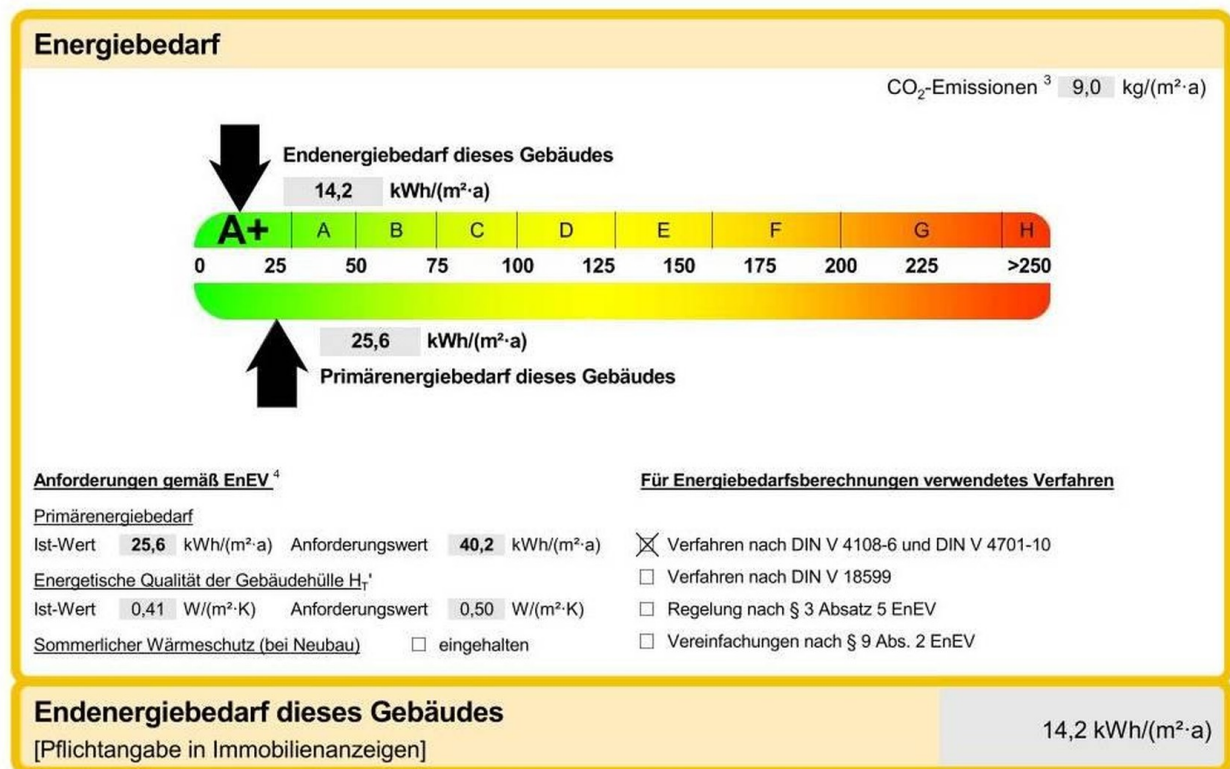 Energiebedarf
CO₂-Emissionen ³ 9,0 kg/(m²·a)
Endenergiebedarf dieses Gebäudes
14,2 kWh/(m²·a)
A+ A B C D E F G H
0 25 50 75 100 125 150 175 200 225 >250
25,6 kWh/(m²·a)
Primärenergiebedarf dieses Gebäudes
Anforderungen gemäß EnEV ⁴
Primärenergiebedarf
Ist-Wert 25,6 kWh/(m²·a) Anforderungswert 40,2 kWh/(m²·a)
Energetische Qualität der Gebäudehülle H_T'
Ist-Wert 0,41 W/(m²·K) Anforderungswert 0,50 W/(m²·K)
Sommerlicher Wärmeschutz (bei Neubau) ☐ eingehalten
Für Energiebedarfsberechnungen verwendetes Verfahren
☒ Verfahren nach DIN V 4108-6 und DIN V 4701-10
☐ Verfahren nach DIN V 18599
☐ Regelung nach § 3 Absatz 5 EnEV
☐ Vereinfachungen nach § 9 Abs. 2 EnEV
Endenergiebedarf dieses Gebäudes
[Pflichtangabe in Immobilienanzeigen]
14,2 kWh/(m²·a)